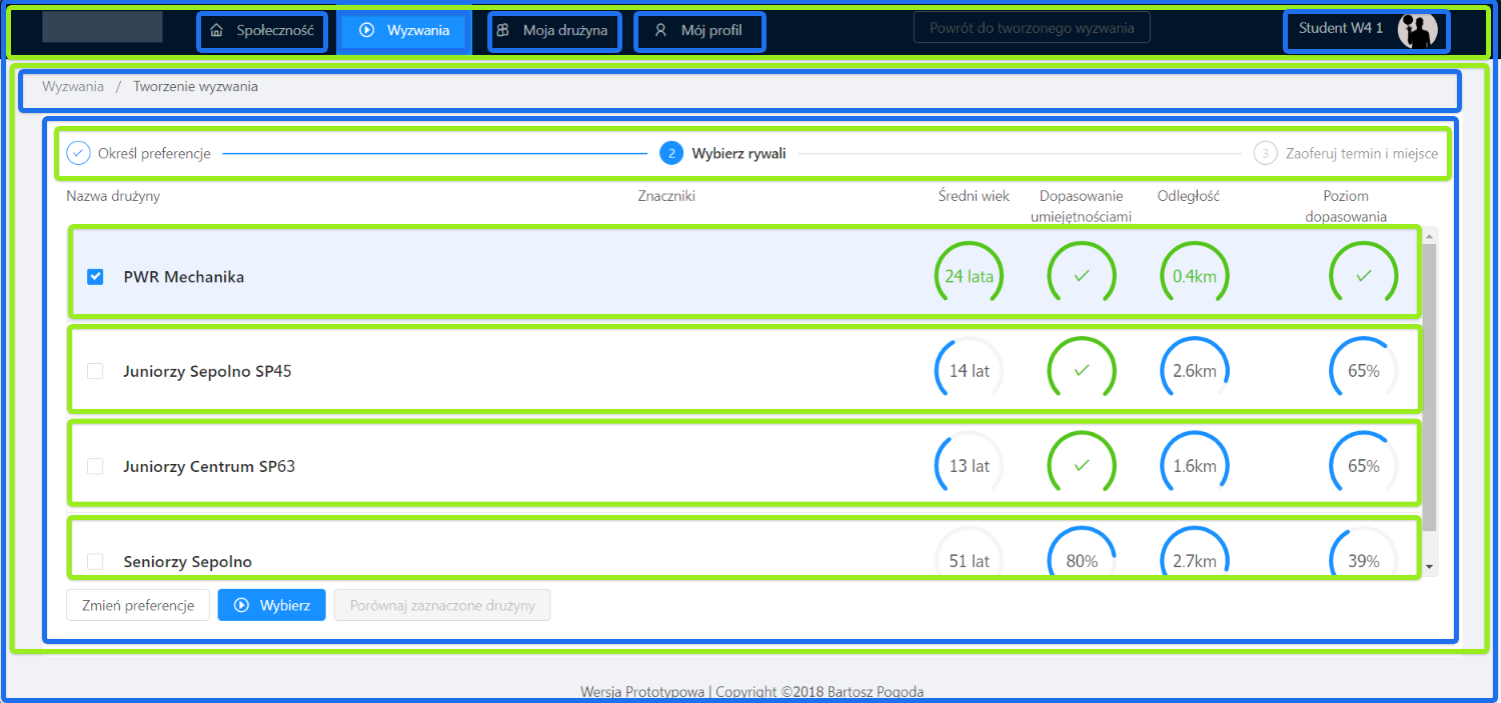 Społeczność Wyzwania Moja drużyna Mój profil Powrót do tworzonego wyzwania Student W4 1
Wyzwania / Tworzenie wyzwania
Określ preferencje 2 Wybierz rywali 3 Zaoferuj termin i miejsce
Nazwa drużyny Znaczniki Średni wiek Dopasowanie umiejętnościami Odległość Poziom dopasowania
PWR Mechanika 24 lata 0.4km
Juniorzy Sepolno SP45 14 lat 2.6km 65%
Juniorzy Centrum SP63 13 lat 1.6km 65%
Seniorzy Sepolno 51 lat 80% 2.7km 39%
Zmień preferencje Wybierz Porównaj zaznaczone drużyny
Wersja Prototypowa | Copyright ©2018 Bartosz Pogoda